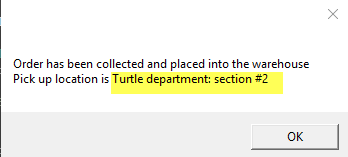 Order has been collected and placed into the warehouse
Pick up location is Turtle department: section #2
OK